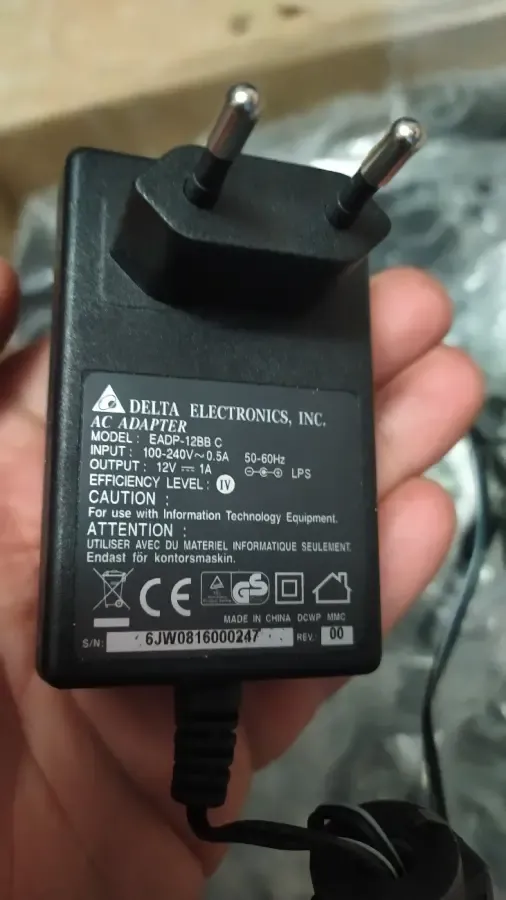 DELTA ELECTRONICS, INC.
AC ADAPTER
MODEL : EADP-12BB C
INPUT : 100-240V~0.5A 50-60Hz
OUTPUT : 12V ⎓ 1A LPS
EFFICIENCY LEVEL : IV
CAUTION :
For use with Information Technology Equipment.
ATTENTION :
UTILISER AVEC DU MATERIEL INFORMATIQUE SEULEMENT.
Endast för kontorsmaskin.
CE GS
MADE IN CHINA DCWP MMC
S/N: 6JW0816000247 REV.: 00